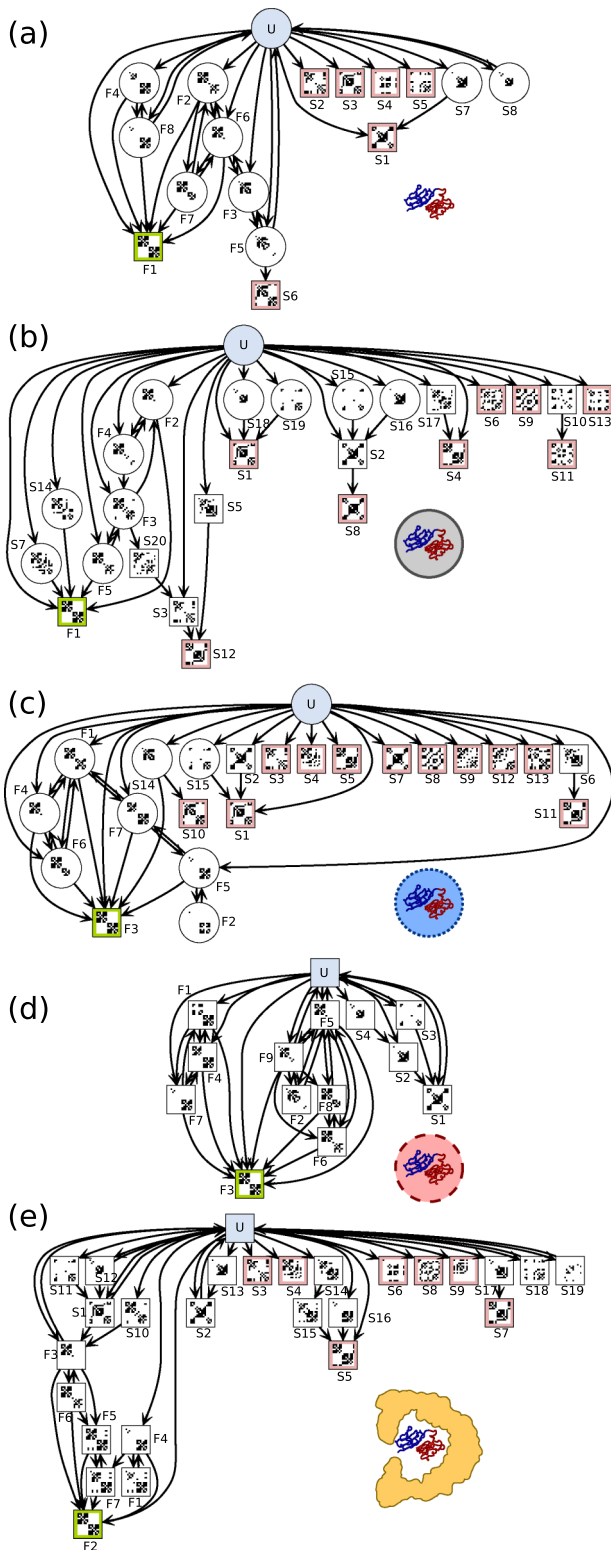 (a)
U
F4
F2
F8
F6
S2
S3
S4
S5
S7
S8
S1
F7
F3
F1
F5
S6
(b)
U
S15
F2
S18
S19
S16
S17
S6
S9
S10
S13
F4
S1
S2
S4
S11
S14
S5
F3
S8
S7
F5
S20
F1
S3
S12
(c)
U
F1
S14
S15
S2
S3
S4
S5
S7
S8
S9
S12
S13
S6
F4
F7
S10
S1
S11
F6
F5
F3
F2
(d)
U
F1
F5
S4
S3
F4
F9
S2
F7
F2
F8
S1
F6
F3
(e)
U
S11
S12
S13
S3
S4
S14
S6
S8
S9
S17
S18
S19
S1
S10
S2
S15
S16
S7
F3
S5
F6
F5
F4
F7
F1
F2